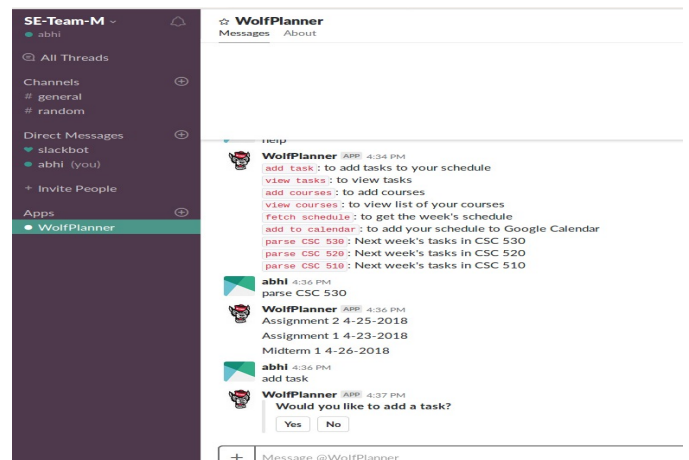 SE-Team-M
abhi
All Threads
Channels
# general
# random
Direct Messages
slackbot
abhi (you)
+ Invite People
Apps
WolfPlanner
☆ WolfPlanner
Messages About
help
WolfPlanner APP 4:34 PM
add task : to add tasks to your schedule
view tasks : to view tasks
add courses : to add courses
view courses : to view list of your courses
fetch schedule : to get the week's schedule
add to calendar : to add your schedule to Google Calendar
parse CSC 530 : Next week's tasks in CSC 530
parse CSC 520 : Next week's tasks in CSC 520
parse CSC 510 : Next week's tasks in CSC 510
abhi 4:36 PM
parse CSC 530
WolfPlanner APP 4:36 PM
Assignment 2 4-25-2018
Assignment 1 4-23-2018
Midterm 1 4-26-2018
abhi 4:36 PM
add task
WolfPlanner APP 4:37 PM
Would you like to add a task?
Yes No
+ Message @WolfPlanner